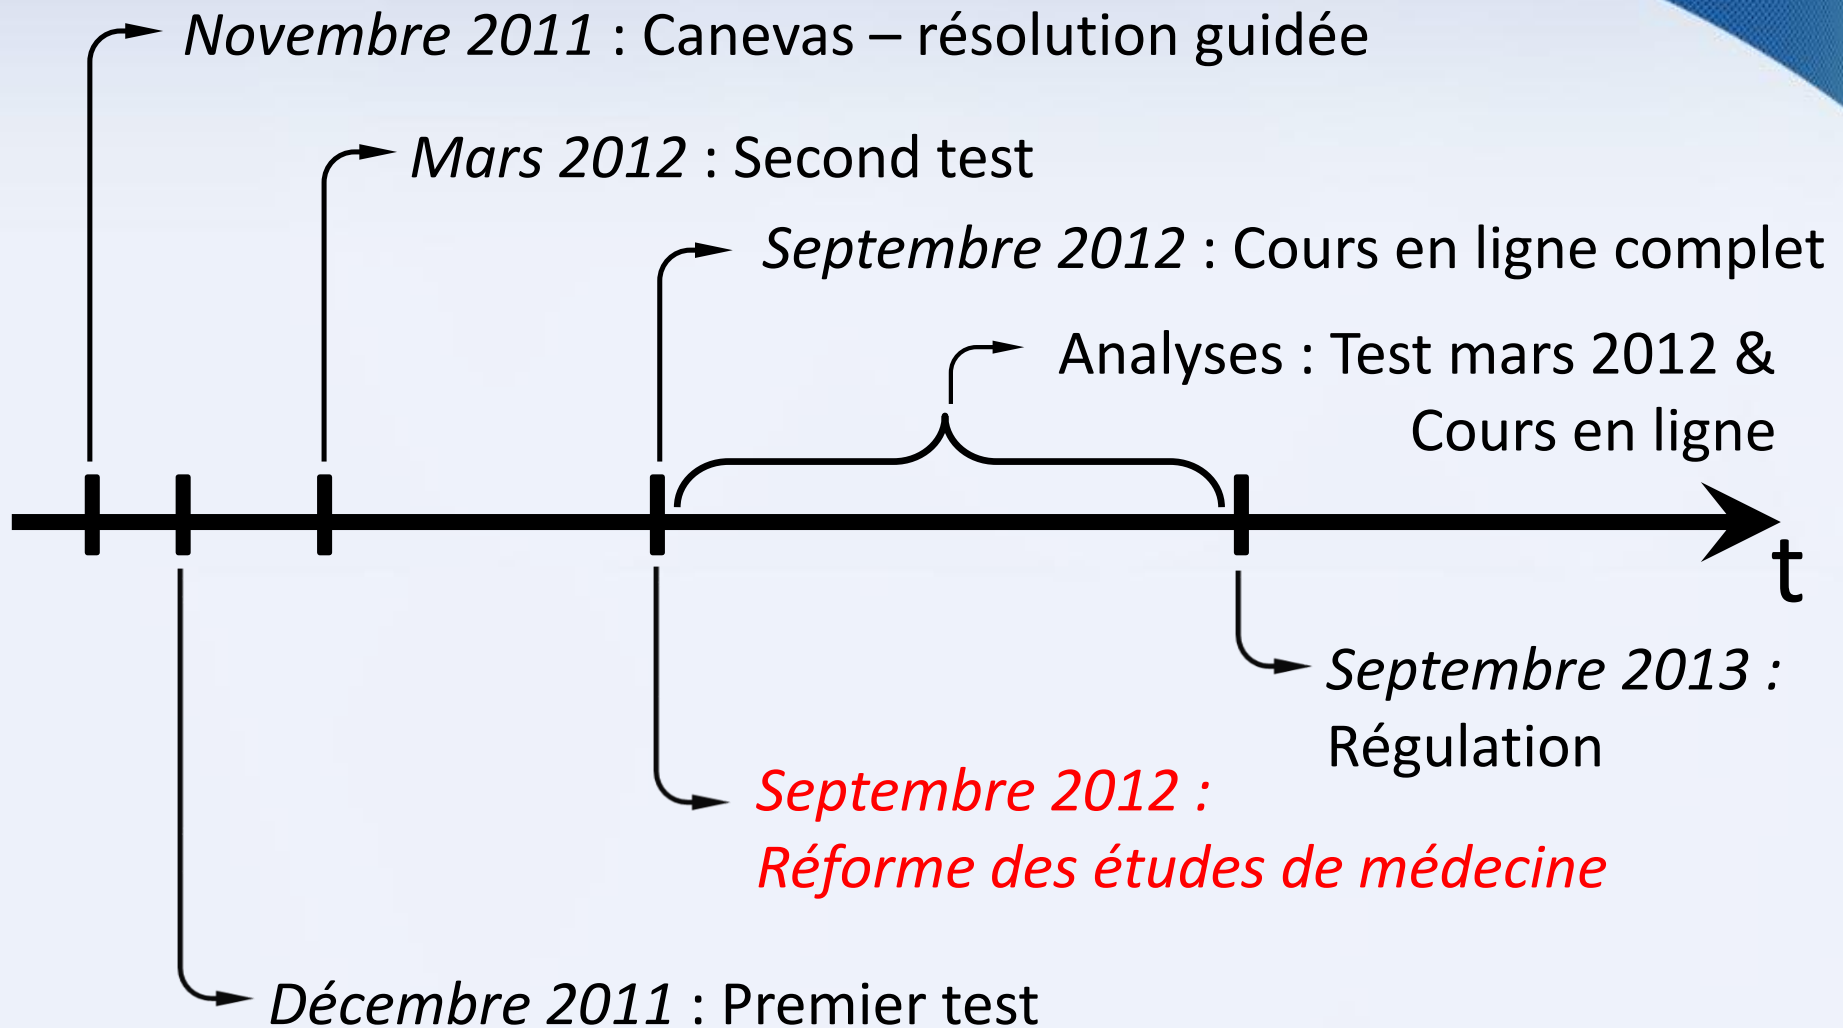 Novembre 2011 : Canevas – résolution guidée
Mars 2012 : Second test
Septembre 2012 : Cours en ligne complet
Analyses : Test mars 2012 &
Cours en ligne
t
Septembre 2013 :
Régulation
Septembre 2012 :
Réforme des études de médecine
Décembre 2011 : Premier test